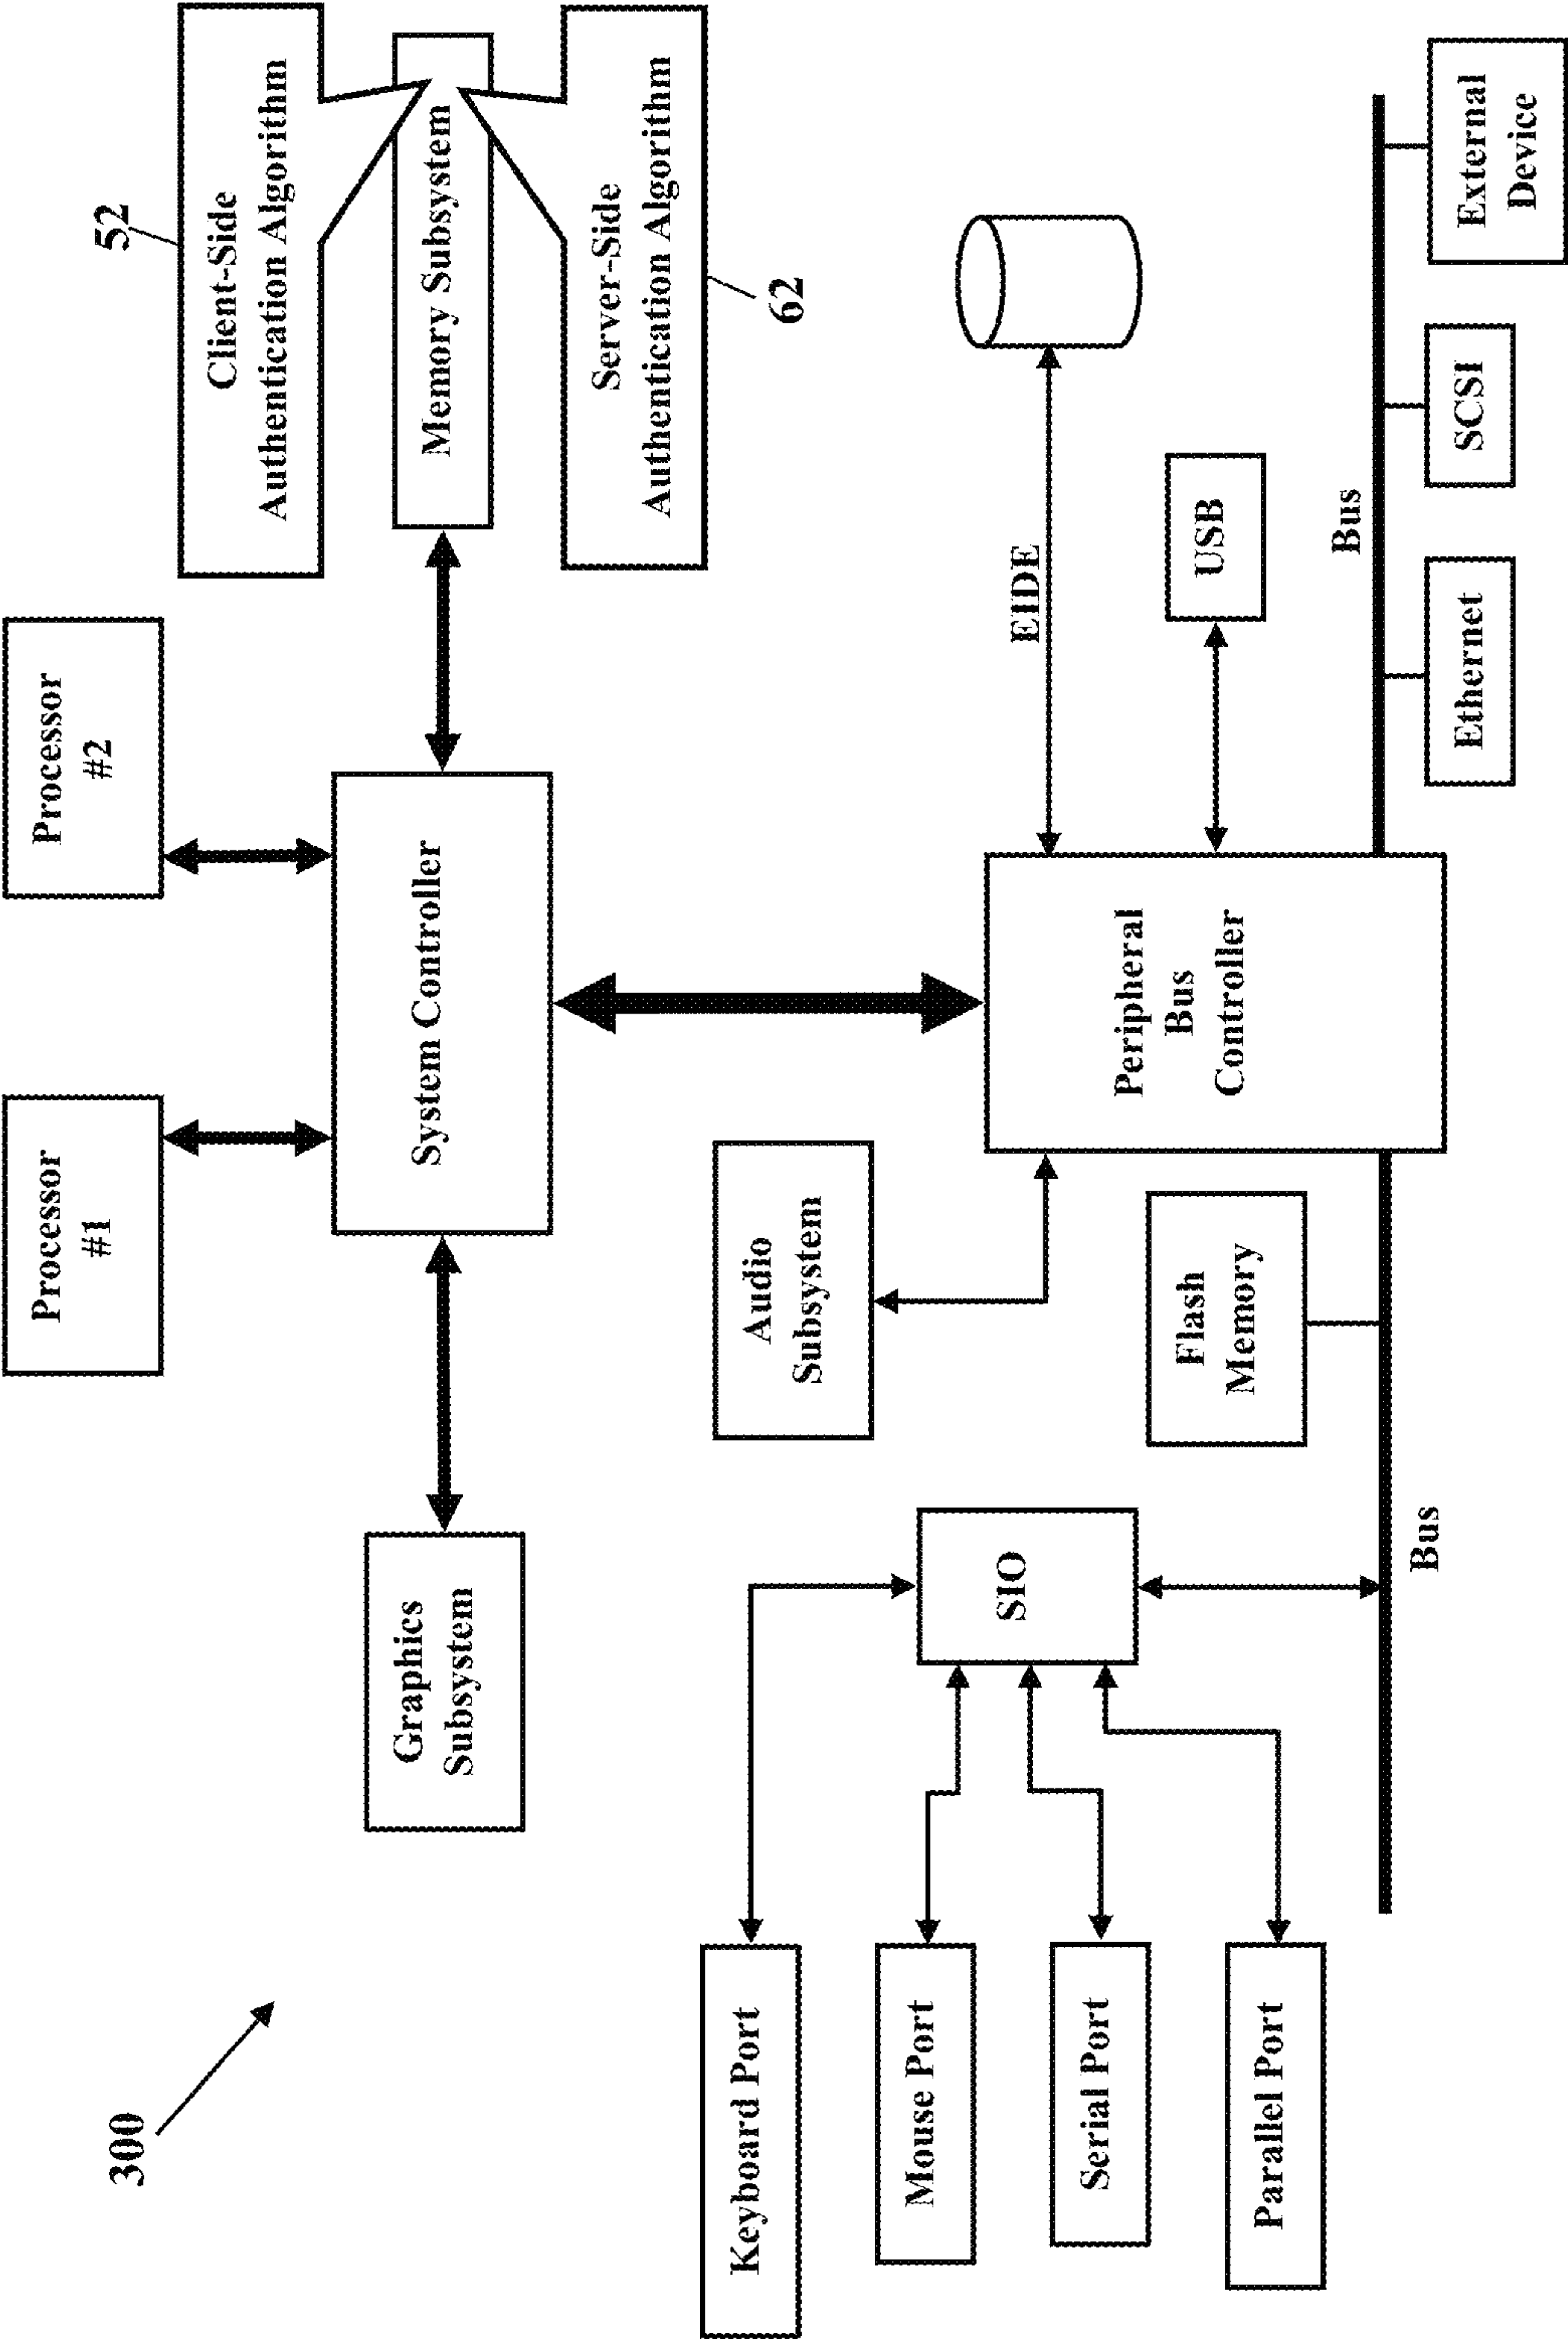 300
Processor
#1
Processor
#2
52
Client-Side
Authentication Algorithm
Graphics
Subsystem
System Controller
Memory Subsystem
Server-Side
Authentication Algorithm
62
Keyboard Port
Mouse Port
Serial Port
Parallel Port
SIO
Audio
Subsystem
Flash
Memory
Peripheral
Bus
Controller
EIDE
USB
Bus
Bus
Ethernet
SCSI
External
Device